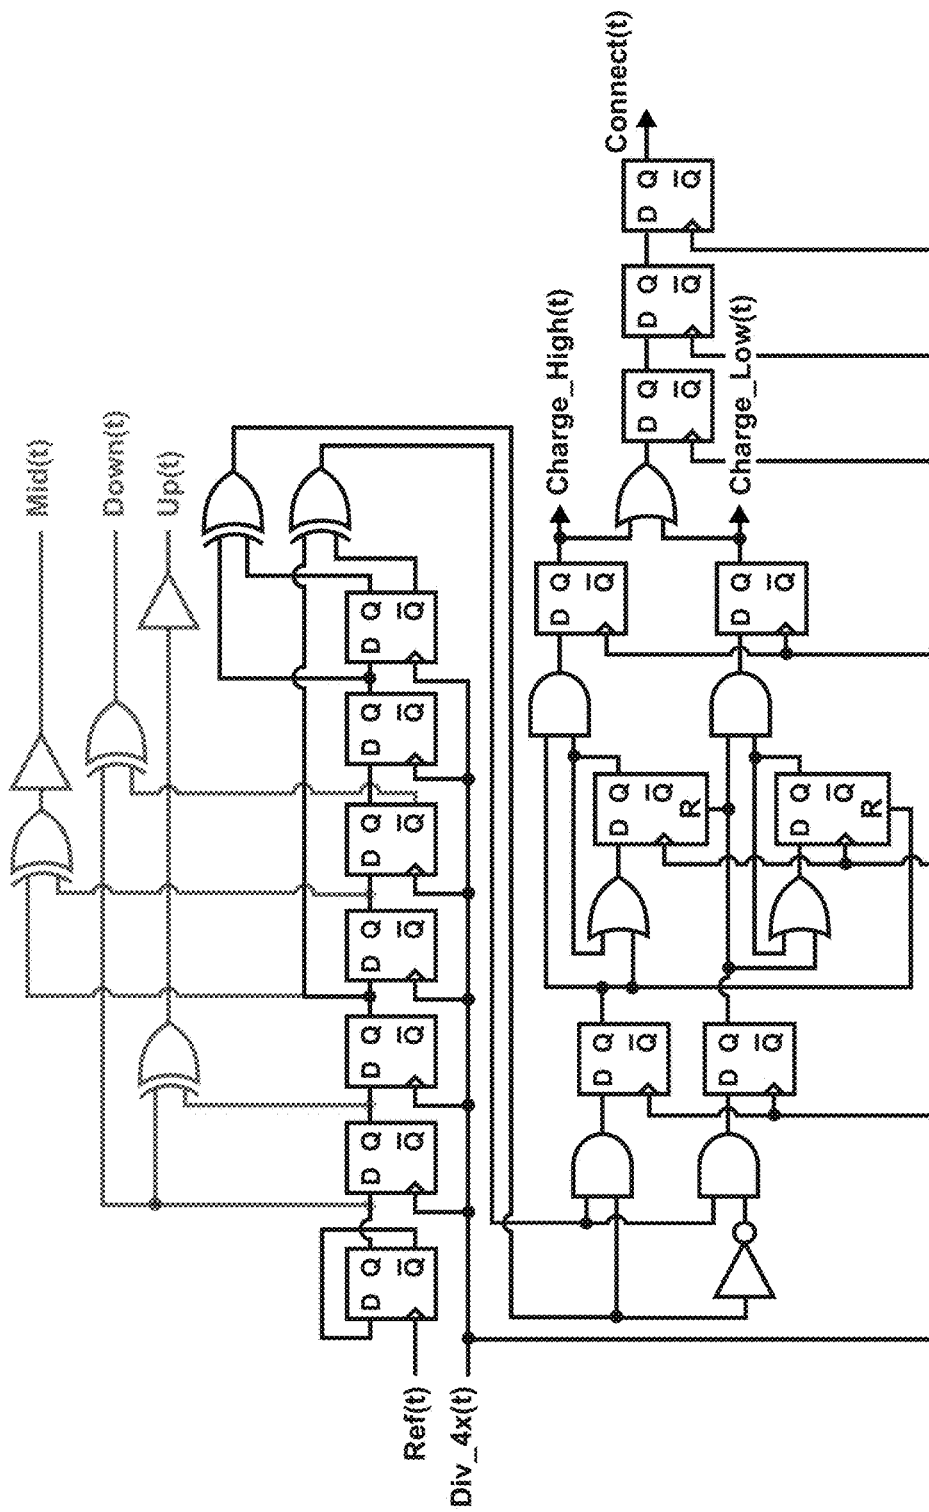 Mid(t)
Down(t)
Up(t)
D Q D Q D Q D Q D Q D Q D Q
Q̅ Q̅ Q̅ Q̅ Q̅ Q̅ Q̅
Ref(t)
Div_4x(t)
D Q
Q̅
Charge_High(t)
D Q
Q̅
D Q
Q̅
R
Connect(t)
D Q D Q D Q
Q̅ Q̅ Q̅
D Q
Q̅
D Q
Q̅
Charge_Low(t)
D Q
Q̅
R